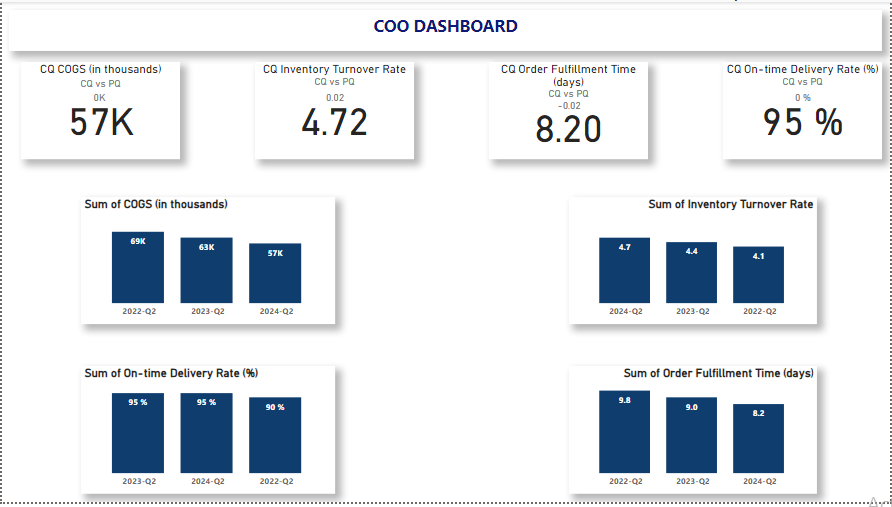 COO DASHBOARD
CQ COGS (in thousands)
CQ vs PQ
0K
57K
CQ Inventory Turnover Rate
CQ vs PQ
0.02
4.72
CQ Order Fulfillment Time
(days)
CQ vs PQ
-0.02
8.20
CQ On-time Delivery Rate (%)
CQ vs PQ
0 %
95 %
Sum of COGS (in thousands)
69K
63K
57K
2022-Q2
2023-Q2
2024-Q2
Sum of Inventory Turnover Rate
4.7
4.4
4.1
2024-Q2
2023-Q2
2022-Q2
Sum of On-time Delivery Rate (%)
95 %
95 %
90 %
2023-Q2
2024-Q2
2022-Q2
Sum of Order Fulfillment Time (days)
9.8
9.0
8.2
2022-Q2
2023-Q2
2024-Q2